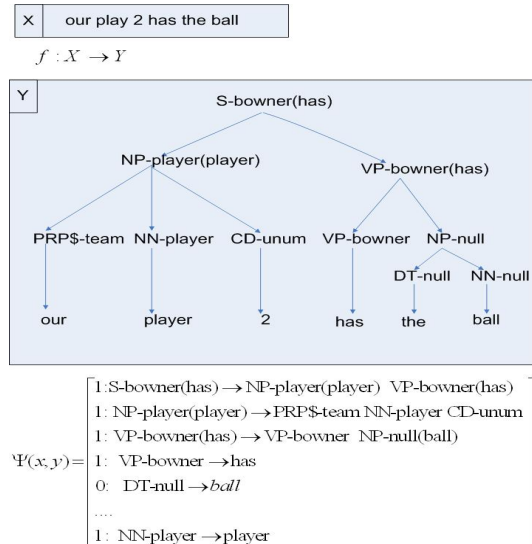 X our play 2 has the ball
f : X → Y
Y
S-bowner(has)
NP-player(player) VP-bowner(has)
PRP$-team NN-player CD-unum VP-bowner NP-null
DT-null NN-null
our player 2 has the ball
Ψ(x, y) =
1:S-bowner(has) → NP-player(player) VP-bowner(has)
1: NP-player(player) → PRP$-team NN-player CD-unum
1: VP-bowner(has) → VP-bowner NP-null(ball)
1: VP-bowner → has
0: DT-null → ball
....
1: NN-player → player